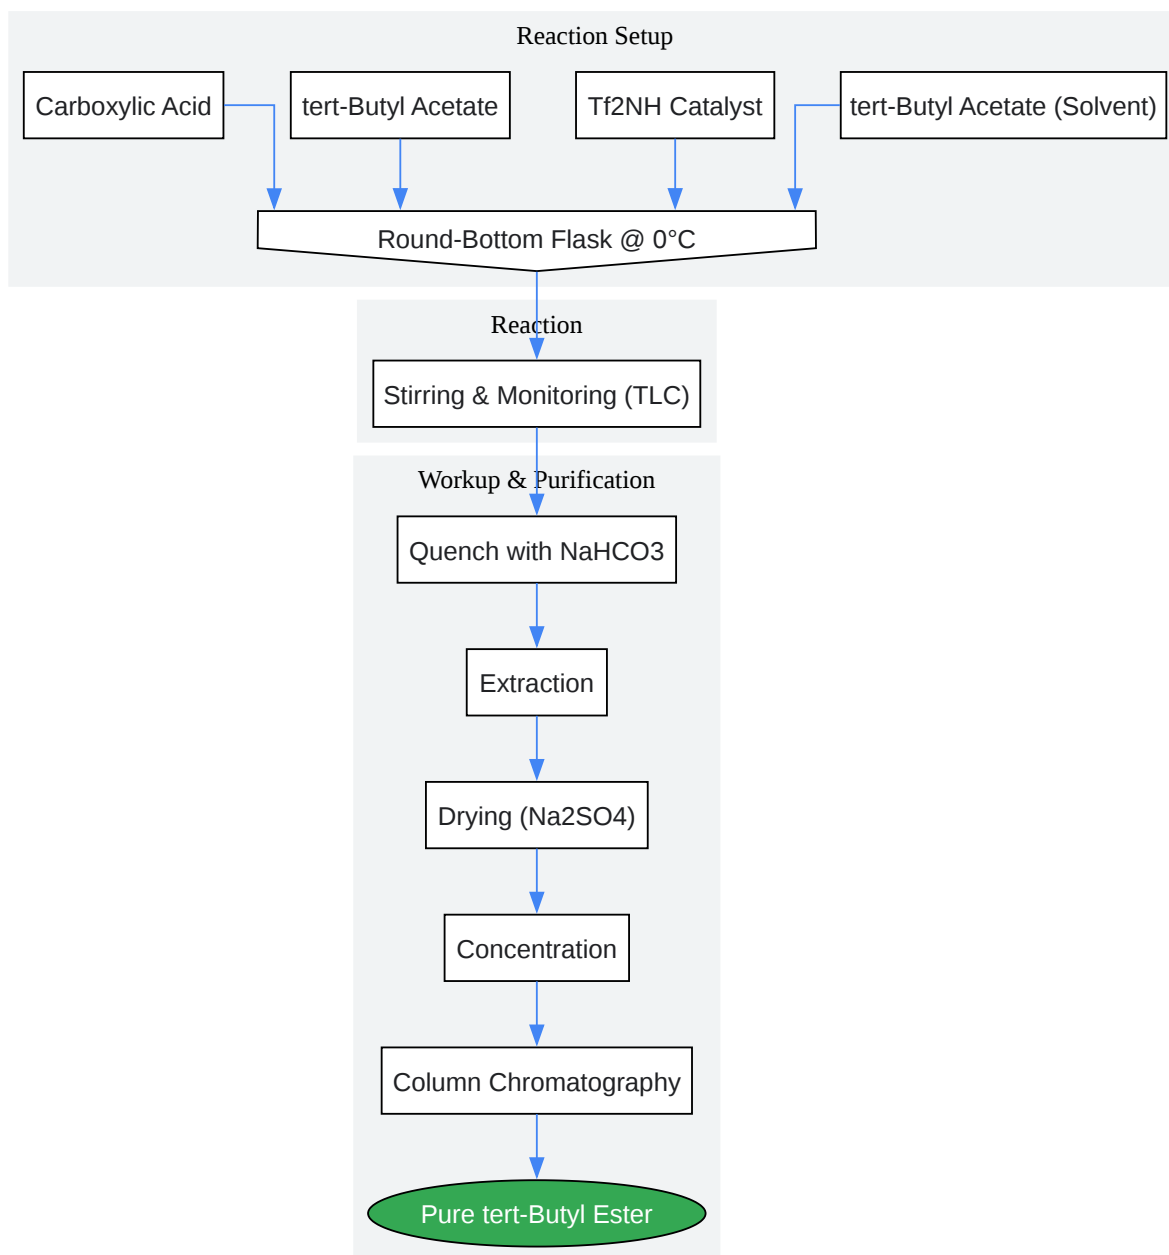 Reaction Setup
Carboxylic Acid
tert-Butyl Acetate
Tf2NH Catalyst
tert-Butyl Acetate (Solvent)
Round-Bottom Flask @ 0°C
Reaction
Stirring & Monitoring (TLC)
Workup & Purification
Quench with NaHCO3
Extraction
Drying (Na2SO4)
Concentration
Column Chromatography
Pure tert-Butyl Ester